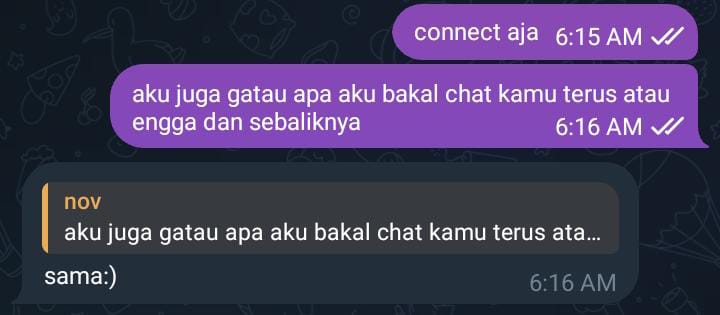 connect aja 6:15 AM
aku juga gatau apa aku bakal chat kamu terus atau
engga dan sebaliknya 6:16 AM
nov
aku juga gatau apa aku bakal chat kamu terus ata...
sama:) 6:16 AM